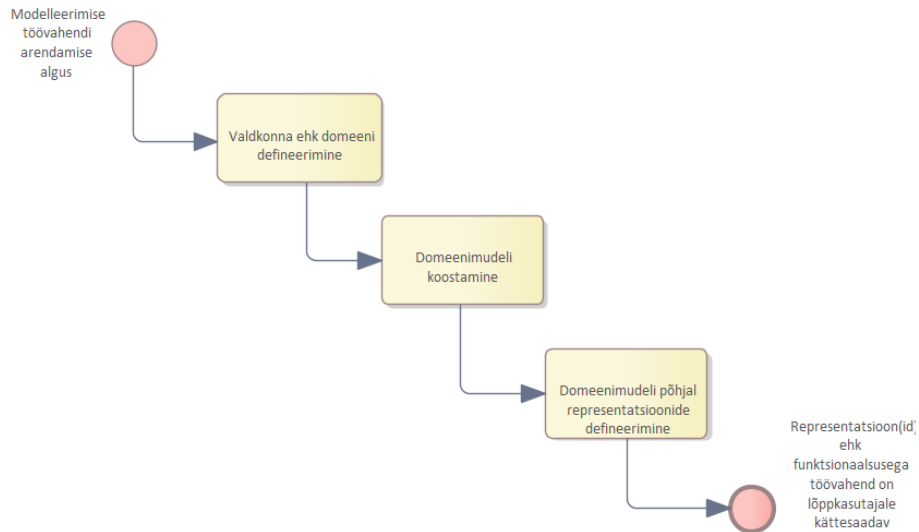 Modelleerimise
töövahendi
arendamise
algus
Valdkonna ehk domeeni
defineerimine
Domeenimudeli
koostamine
Domeenimudeli põhjal
representatsioonide
defineerimine
Representatsioon(id)
ehk
funktsionaalsusega
töövahend on
lõppkasutajale
kättesaadav